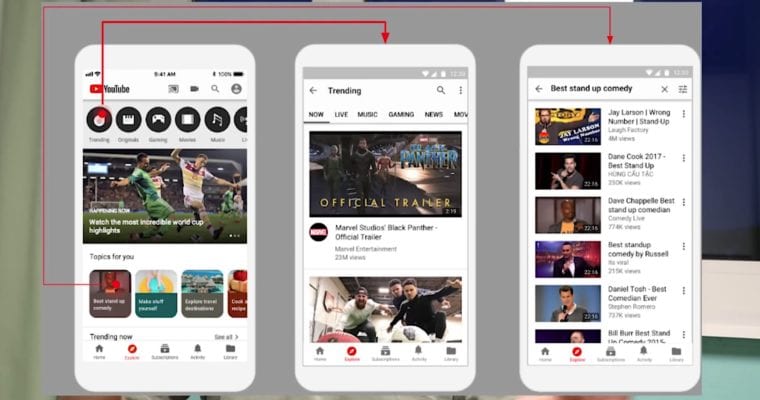 9:41 AM
100%
YouTube
Trending
Originals
Gaming
Movies
Music
HAPPENING NOW
Watch the most incredible world cup
highlights
Topics for you
Best stand up
comedy
Make stuff
yourself
Explore travel
destinations
Cook a
recipe
Trending now
See all
Home
Explore
Subscriptions
Activity
Library
12:30
Trending
NOW
LIVE
MUSIC
GAMING
NEWS
MOV
MARVEL STUDIOS
BLACK
PANTHER
OFFICIAL TRAILER
2:19
MARVEL
Marvel Studios' Black Panther -
Official Trailer
Marvel Entertainment
23M views
Home
Explore
Subscriptions
Activity
Library
12:30
Best stand up comedy
JAY LARSON
22:16
Jay Larson | Wrong
Number | Stand-Up
Laugh Factory
4M views
22:16
Dane Cook 2017 -
Best Stand Up
HÙNG CẦU TẮC
230K views
22:16
Dave Chappelle Best
stand up comedian
Comedy Live
774K views
22:16
Best standup
comedy by Russell
Its viral
215K views
22:16
Daniel Tosh - Best
Comedian Ever
Stephen Romero
737K views
Bill Burr Best Stand
Up Comedy 2015-
Home
Explore
Subscriptions
Activity
Library